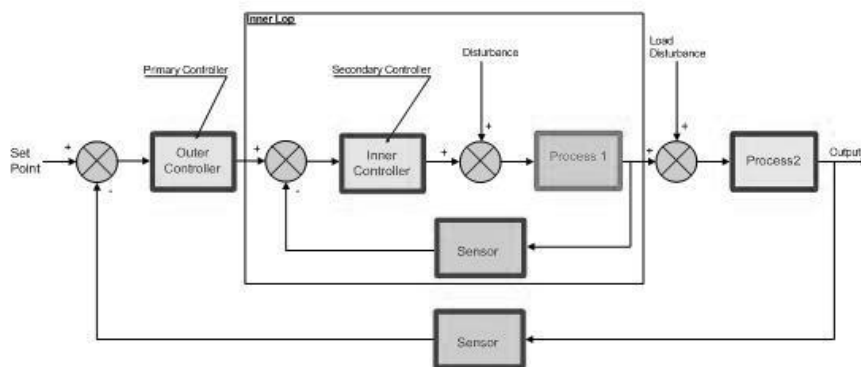 Inner Lop
Load
Disturbance
Disturbance
Primary Controller
Secondary Controller
+
+
Set
Point
+
-
Outer
Controller
+
-
Inner
Controller
+
Process 1
+
Process2
Output
Sensor
Sensor